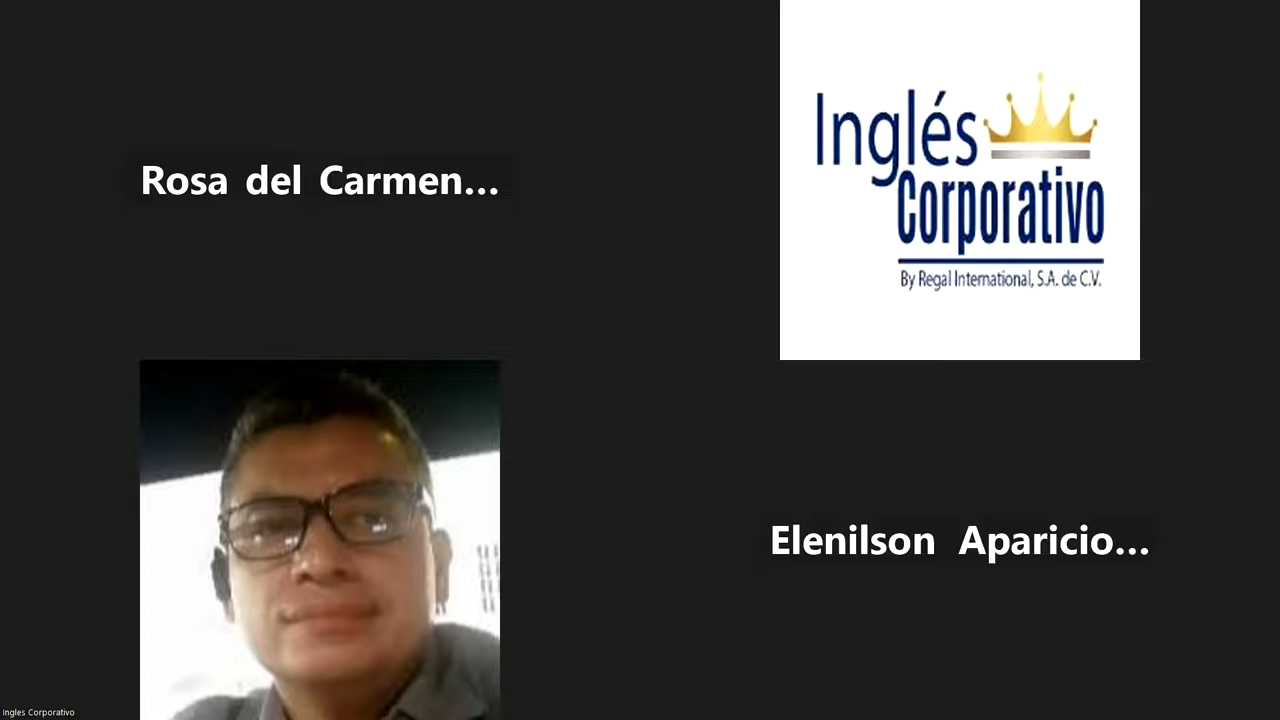 Rosa del Carmen...
Inglés
Corporativo
By Regal International, S.A. de C.V.
Elenilson Aparicio...
Ingles Corporativo